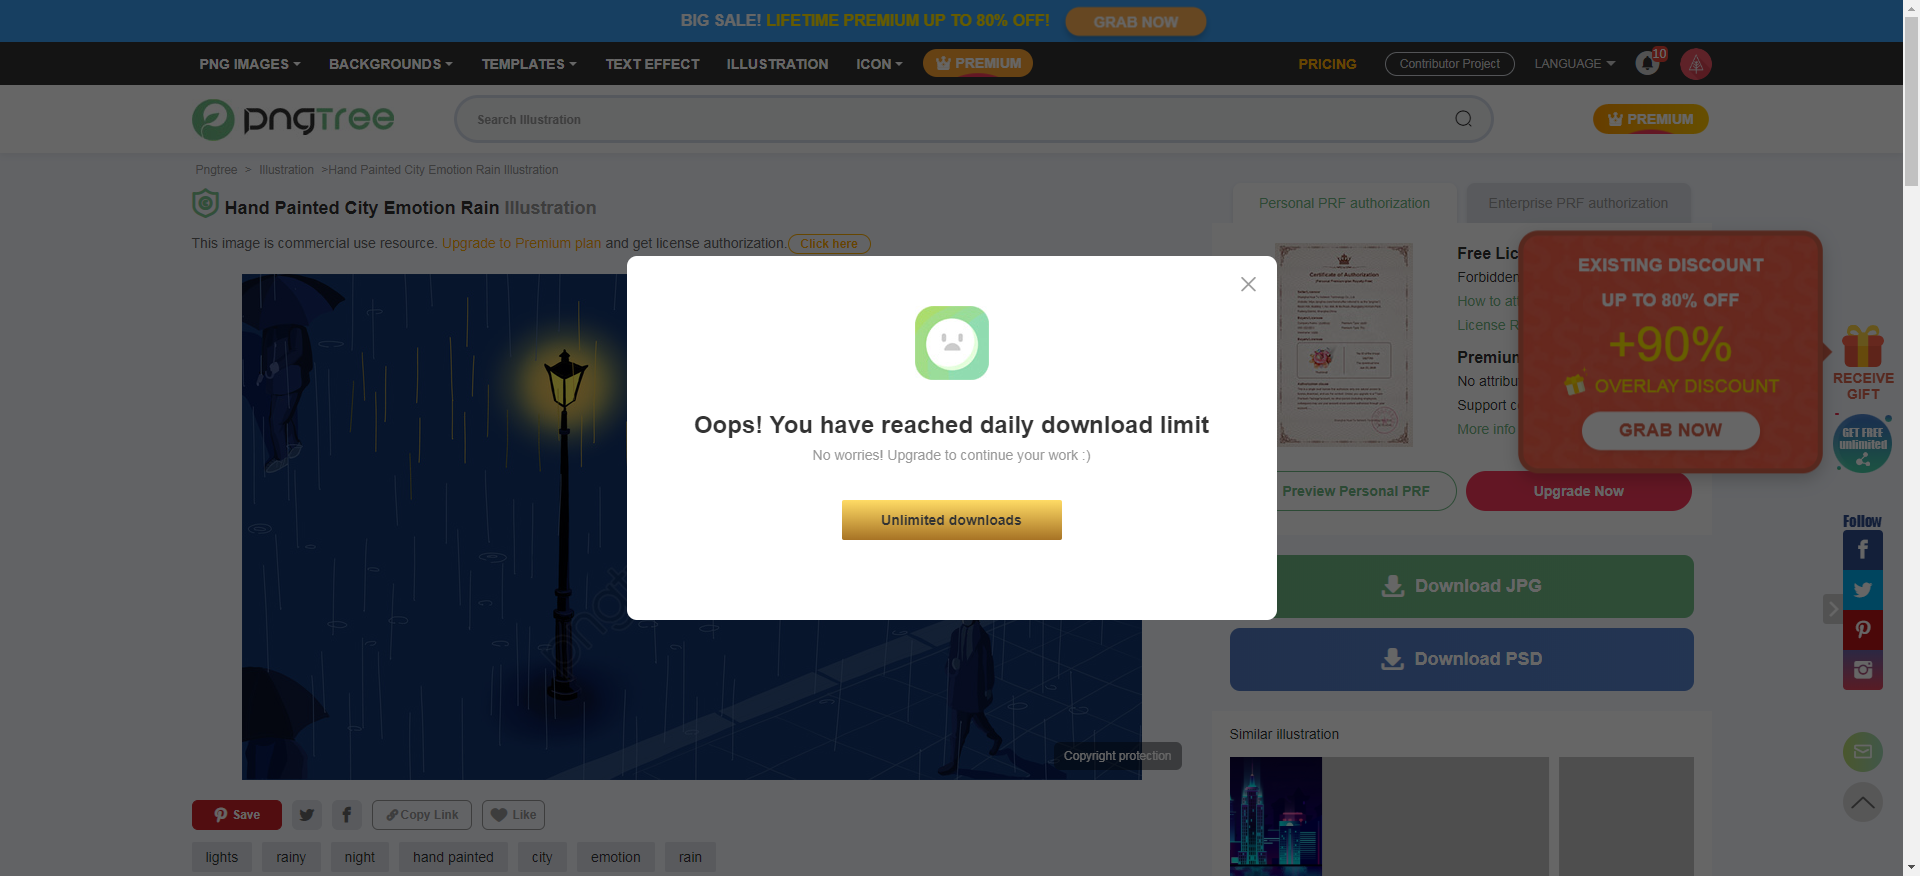 BIG SALE! LIFETIME PREMIUM UP TO 80% OFF!
GRAB NOW
PNG IMAGES
BACKGROUNDS
TEMPLATES
TEXT EFFECT
ILLUSTRATION
ICON
PREMIUM
PRICING
Contributor Project
LANGUAGE
10
pngtree
Search Illustration
PREMIUM
Pngtree > Illustration >Hand Painted City Emotion Rain Illustration
Hand Painted City Emotion Rain Illustration
This image is commercial use resource. Upgrade to Premium plan and get license authorization.
Click here
Personal PRF authorization
Enterprise PRF authorization
Certificate of Authorization
Free Lic
Forbidden
How to att
License R
Premium
No attribu
Support c
More info
EXISTING DISCOUNT
UP TO 80% OFF
+90%
OVERLAY DISCOUNT
GRAB NOW
RECEIVE
GIFT
GET FREE
unlimited
Oops! You have reached daily download limit
No worries! Upgrade to continue your work :)
Unlimited downloads
Preview Personal PRF
Upgrade Now
Follow
Download JPG
Download PSD
pngt
Copyright protection
Similar illustration
Save
Copy Link
Like
lights
rainy
night
hand painted
city
emotion
rain